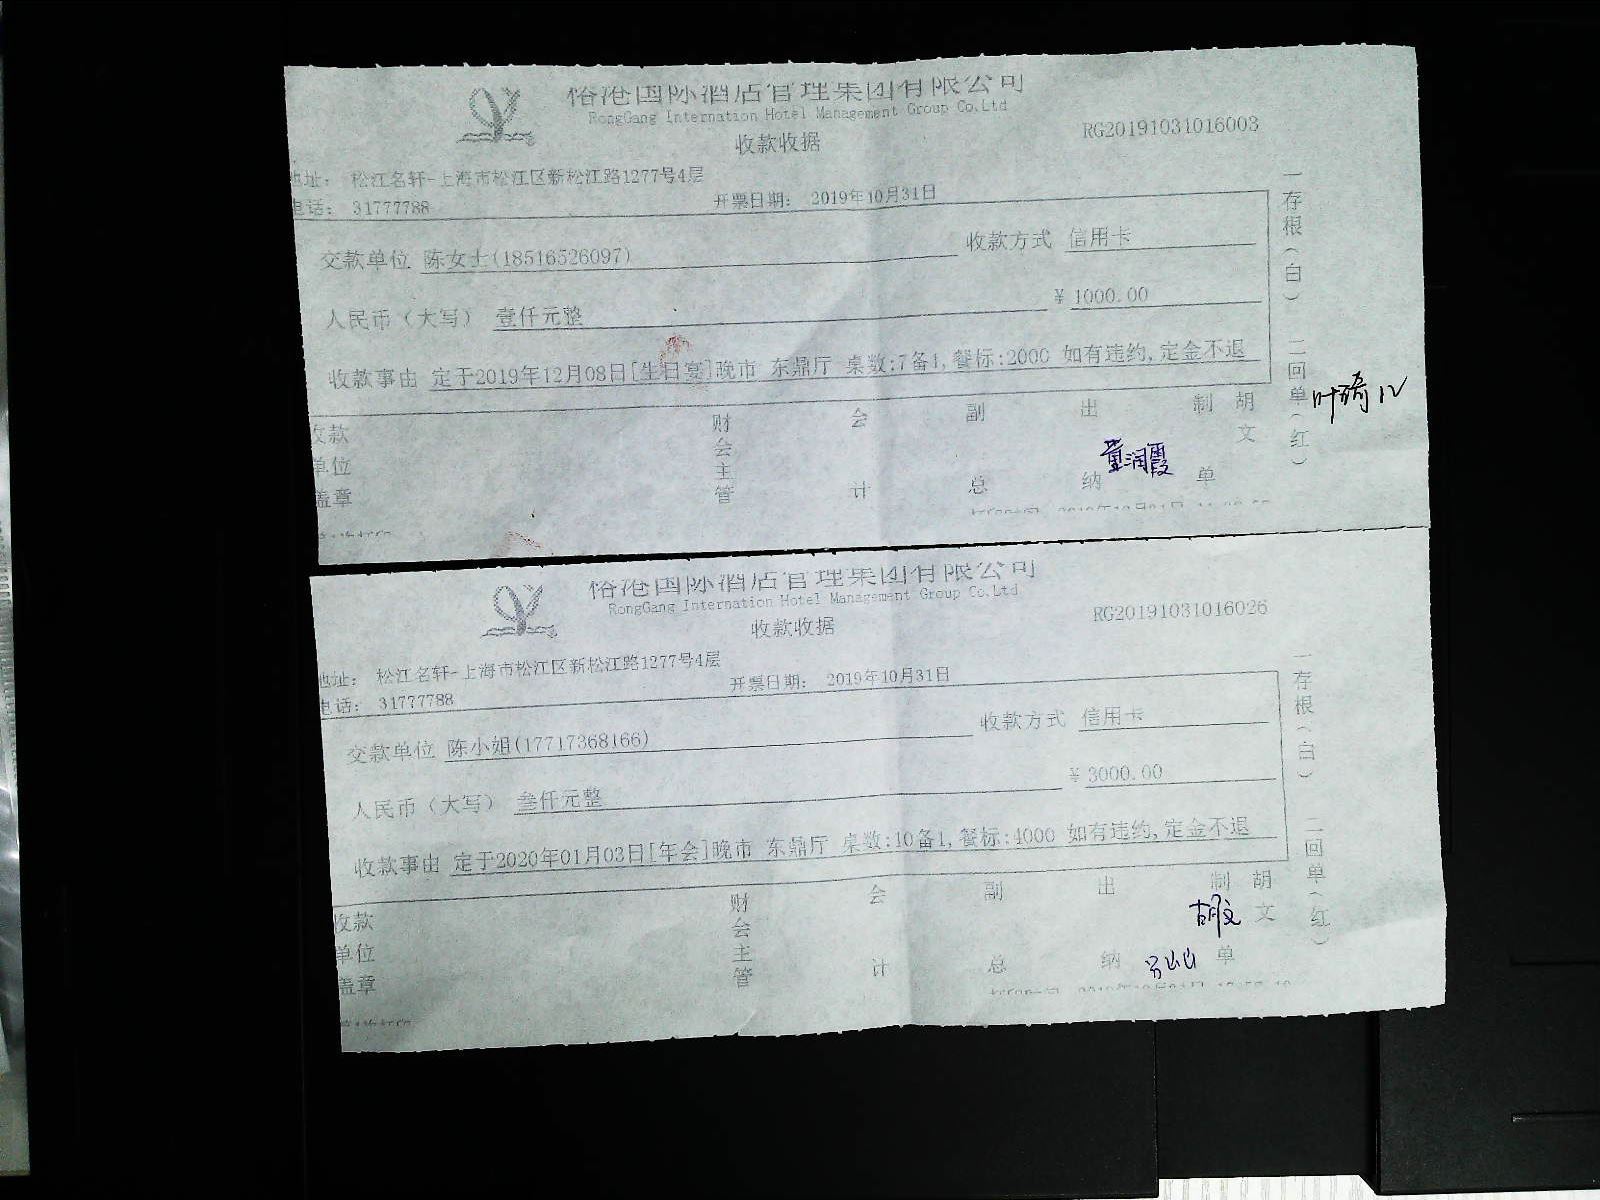 裕港国际酒店管理集团有限公司
RongGang Internation Hotel Management Group Co.Ltd
收款收据
RG20191031016003
地址: 松江名轩-上海市松江区新松江路1277号4层
电话: 31777788
开票日期: 2019年10月31日
交款单位 陈女士(18516526097)
收款方式 信用卡
人民币(大写) 壹仟元整
¥ 1000.00
收款事由 定于2019年12月08日[生日宴]晚市 东鼎厅 桌数:7备1,餐标:2000 如有违约,定金不退
收款单位盖章
财会主管
会计
副总
出纳
董润霞
制单
胡文
一存根(白)
二回单(红)
裕港国际酒店管理集团有限公司
RongGang Internation Hotel Management Group Co.Ltd
收款收据
RG20191031016026
地址: 松江名轩-上海市松江区新松江路1277号4层
电话: 31777788
开票日期: 2019年10月31日
交款单位 陈小姐(17717368166)
收款方式 信用卡
人民币(大写) 叁仟元整
¥ 3000.00
收款事由 定于2020年01月03日[年会]晚市 东鼎厅 桌数:10备1,餐标:4000 如有违约,定金不退
收款单位盖章
财会主管
会计
副总
出纳
制单
胡文
胡文
一存根(白)
二回单(红)